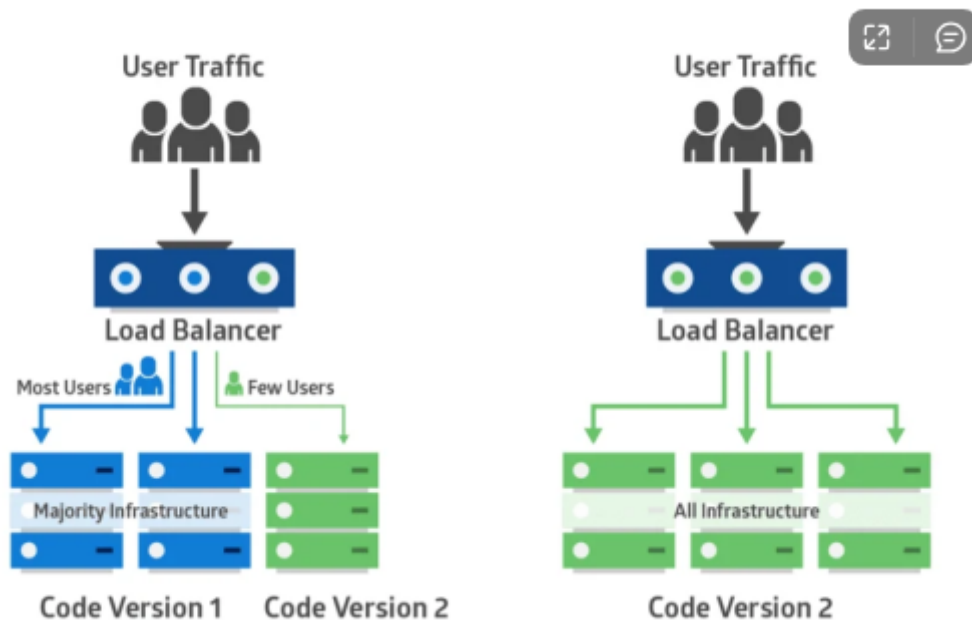 User Traffic
Load Balancer
Most Users
Few Users
Majority Infrastructure
Code Version 1
Code Version 2
User Traffic
Load Balancer
All Infrastructure
Code Version 2